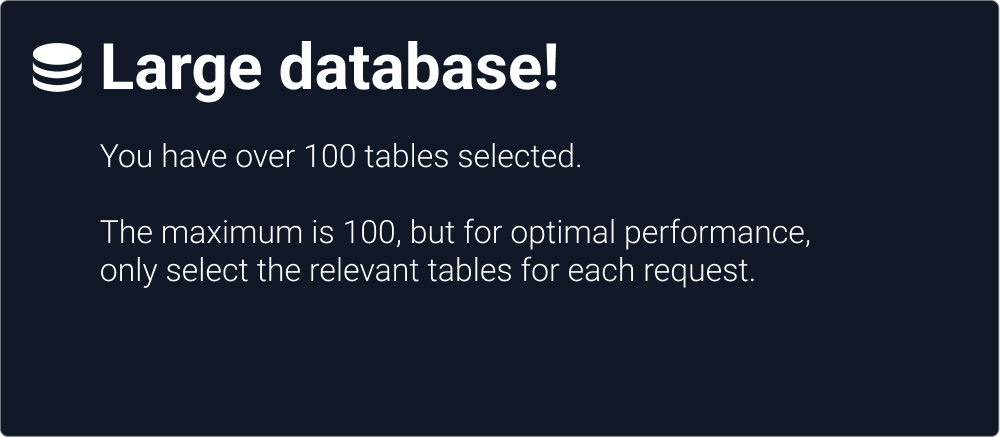 Large database!
You have over 100 tables selected.
The maximum is 100, but for optimal performance,
only select the relevant tables for each request.